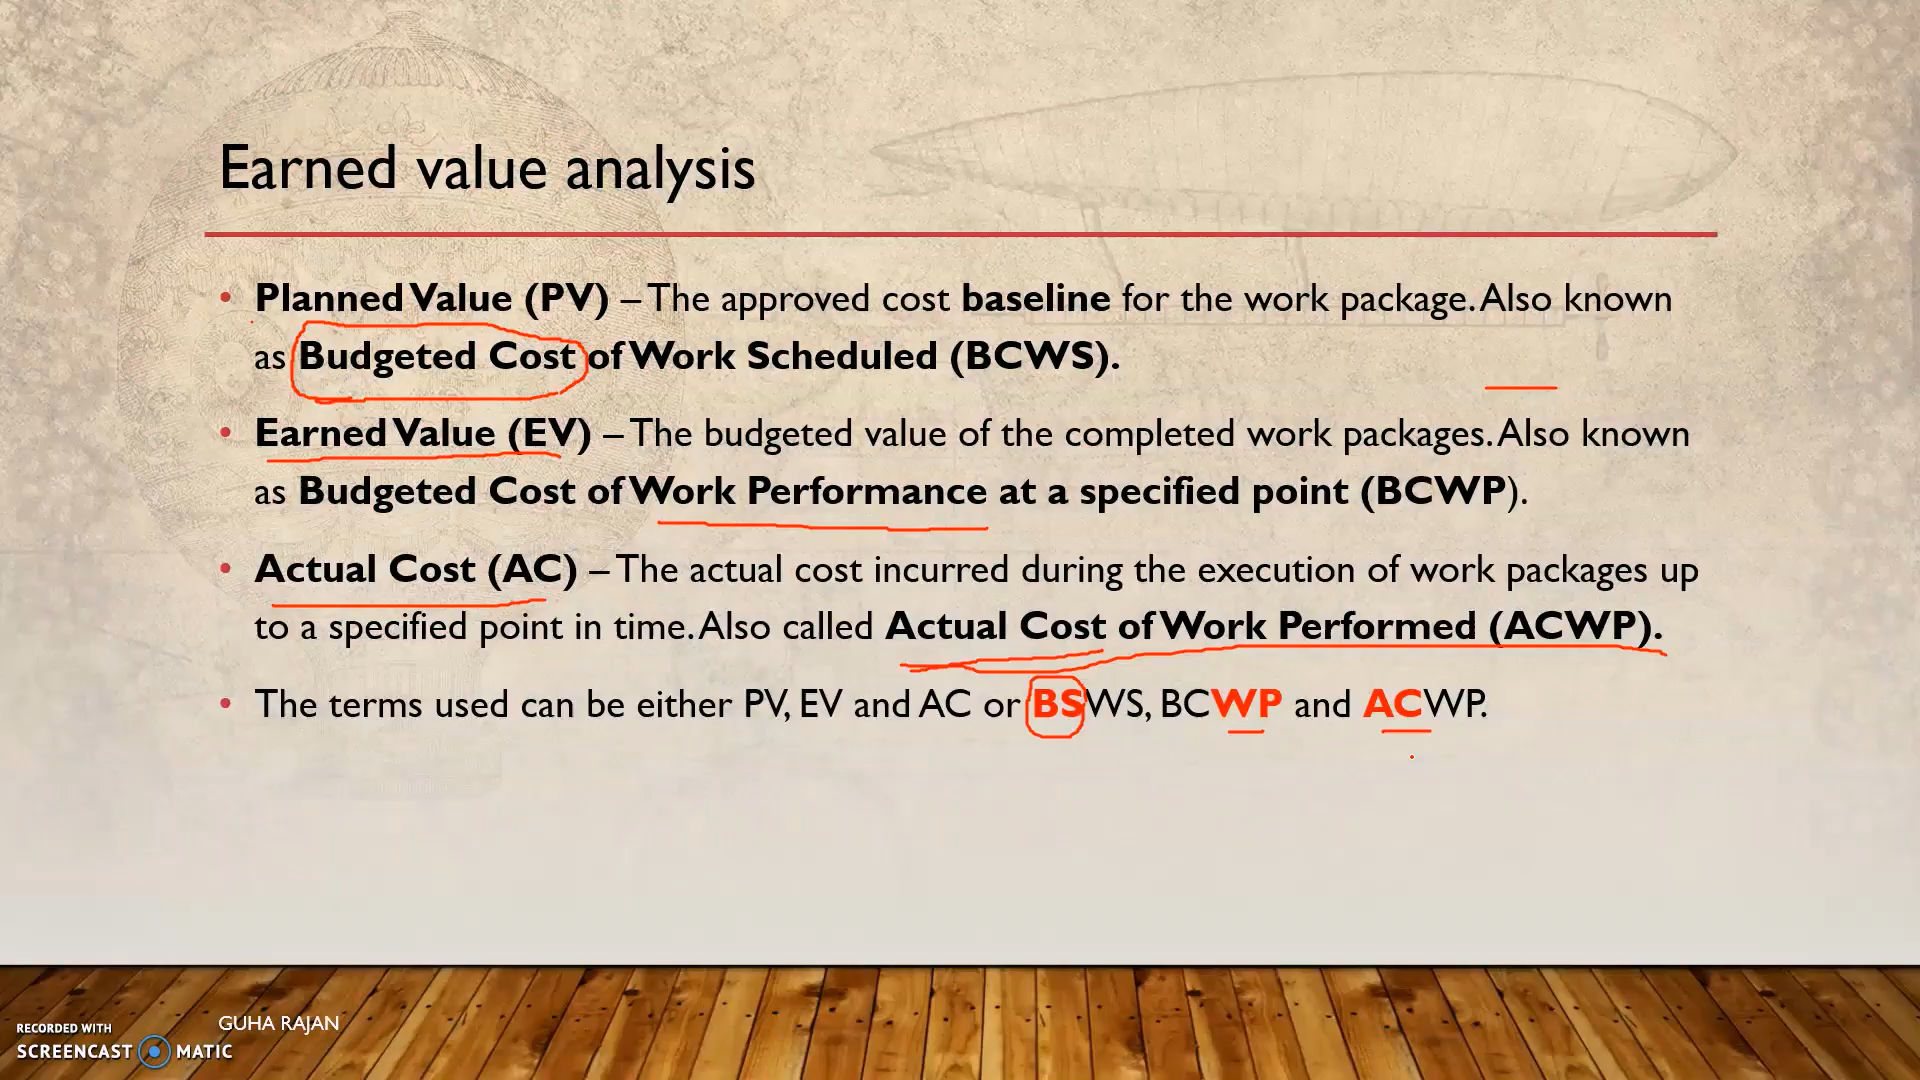 Earned value analysis
• Planned Value (PV) – The approved cost baseline for the work package. Also known
as Budgeted Cost of Work Scheduled (BCWS).
• Earned Value (EV) – The budgeted value of the completed work packages. Also known
as Budgeted Cost of Work Performance at a specified point (BCWP).
• Actual Cost (AC) – The actual cost incurred during the execution of work packages up
to a specified point in time. Also called Actual Cost of Work Performed (ACWP).
• The terms used can be either PV, EV and AC or BSWS, BCWP and ACWP.
GUHA RAJAN
RECORDED WITH
SCREENCAST MATIC